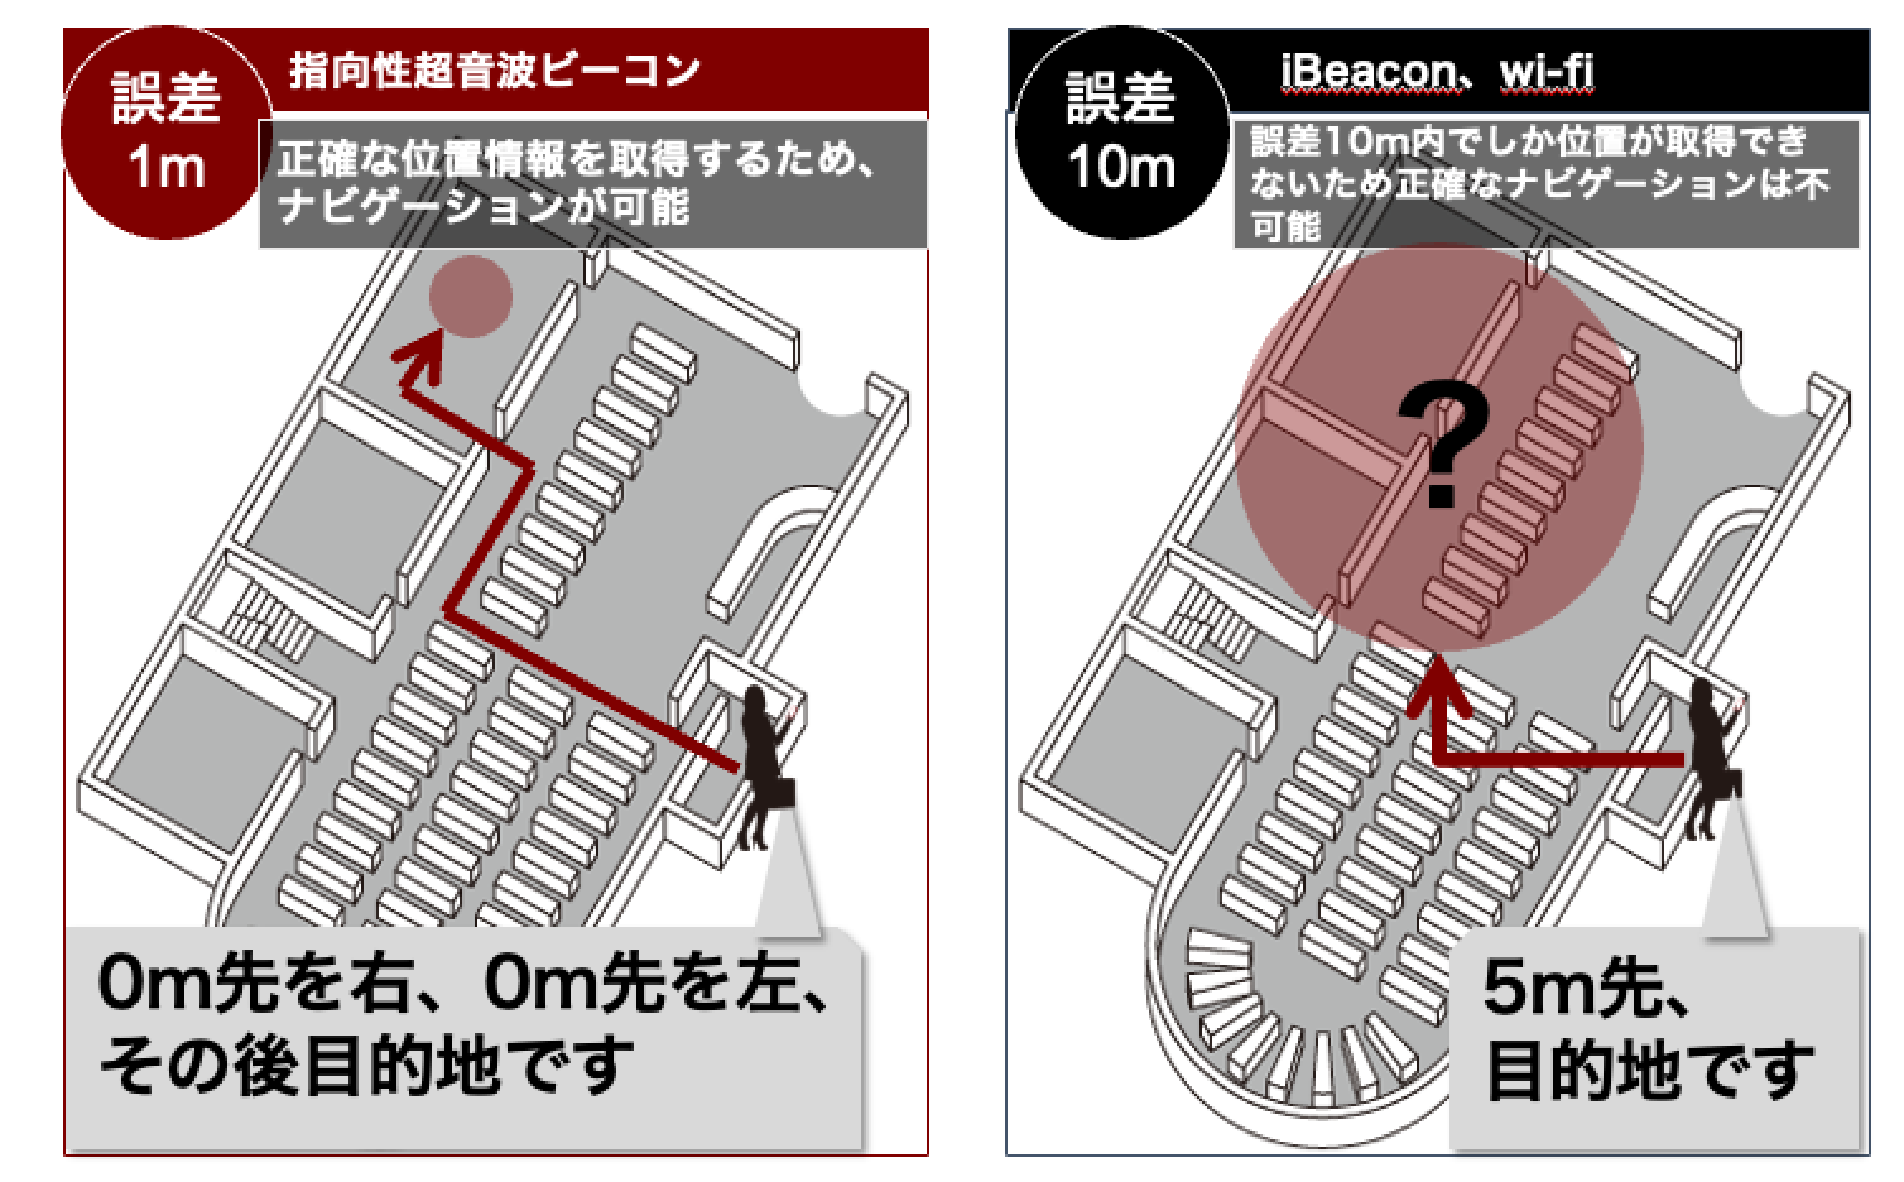 誤差
1m
指向性超音波ビーコン
正確な位置情報を取得するため、
ナビゲーションが可能
0m先を右、0m先を左、
その後目的地です
誤差
10m
iBeacon、wi-fi
誤差10m内でしか位置が取得でき
ないため正確なナビゲーションは不
可能
?
5m先、
目的地です